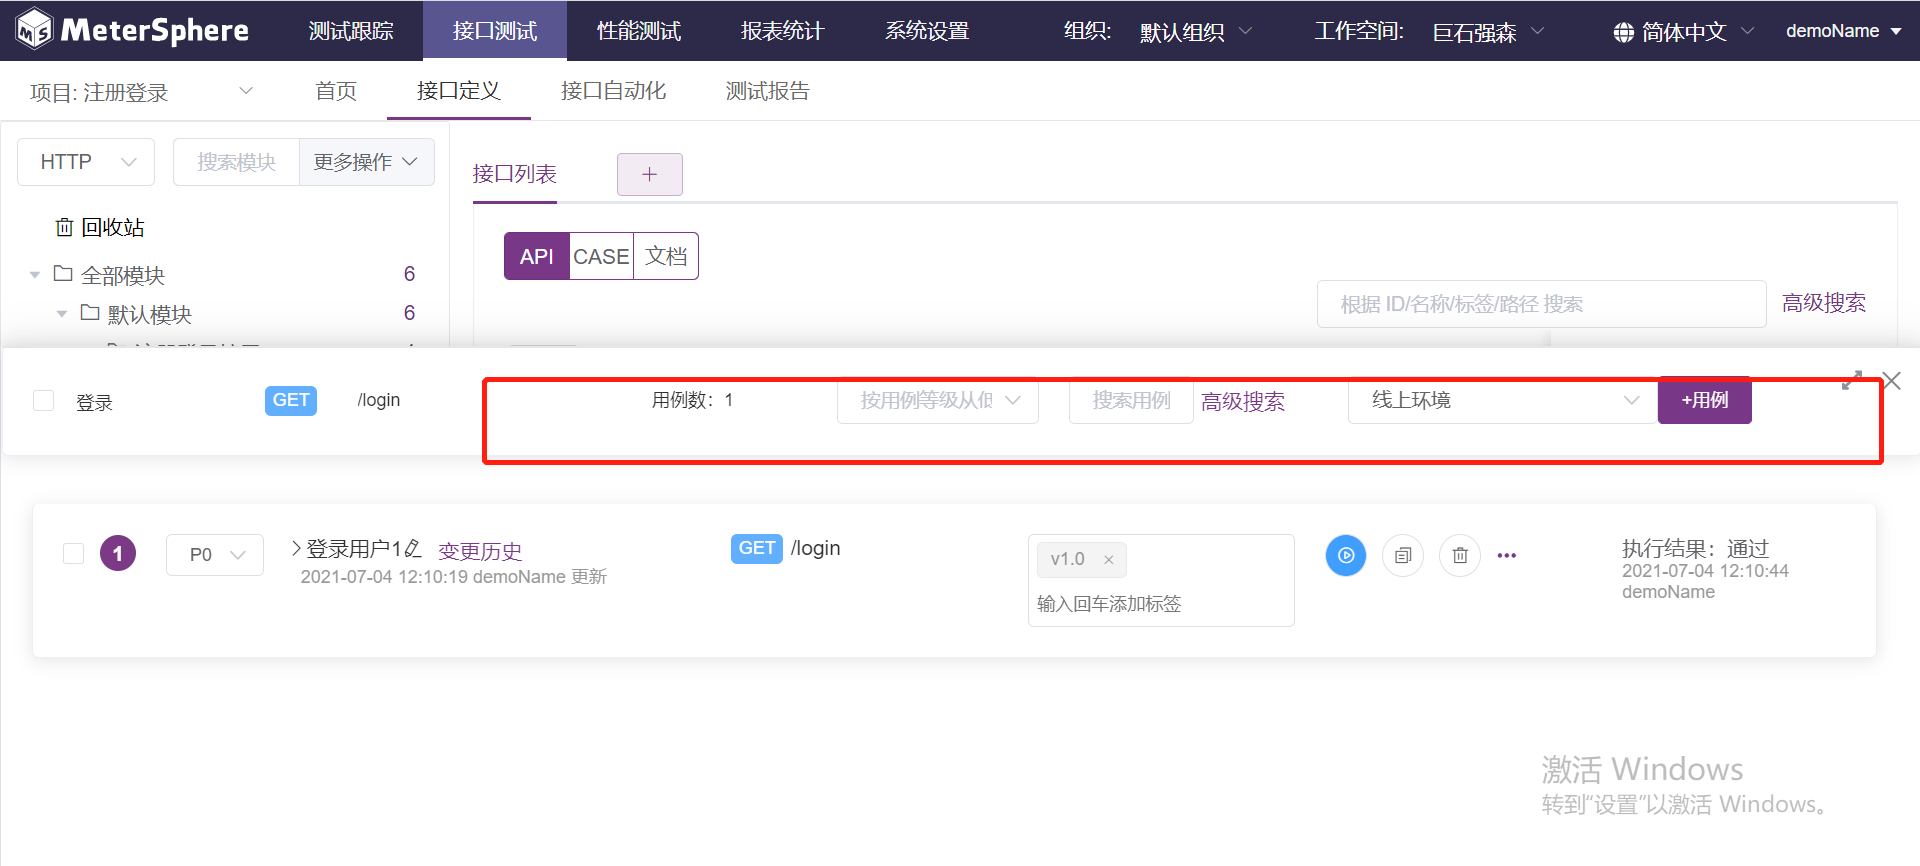 MeterSphere 测试跟踪 接口测试 性能测试 报表统计 系统设置 组织: 默认组织 工作空间: 巨石强森 简体中文 demoName
项目: 注册登录 首页 接口定义 接口自动化 测试报告
HTTP 搜索模块 更多操作
接口列表 +
回收站
API CASE 文档
全部模块 6
根据 ID/名称/标签/路径 搜索 高级搜索
默认模块 6
登录 GET /login 用例数：1 按用例等级从低 搜索用例 高级搜索 线上环境 +用例
1 P0 登录用户1 变更历史 GET /login v1.0 × 执行结果：通过
2021-07-04 12:10:19 demoName 更新 2021-07-04 12:10:44
输入回车添加标签 demoName
激活 Windows
转到“设置”以激活 Windows。